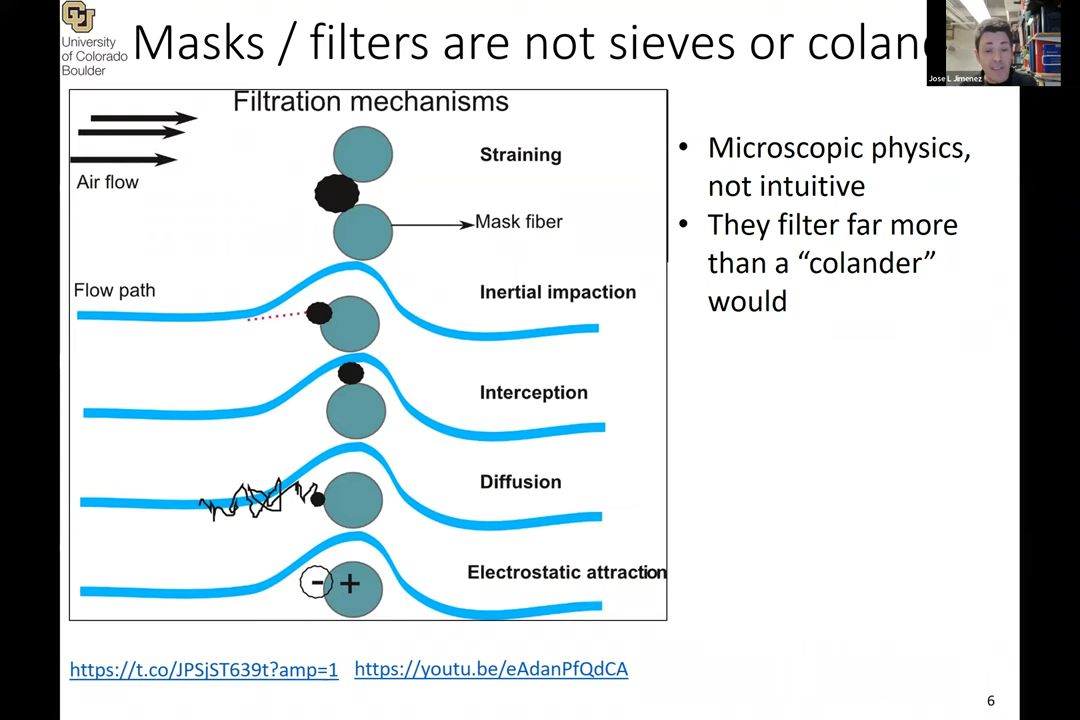 University
of Colorado
Boulder
Masks / filters are not sieves or
Jose L Jimenez
Filtration mechanisms
Air flow
Straining
Mask fiber
Flow path
Inertial impaction
Interception
Diffusion
- +
Electrostatic attraction
• Microscopic physics,
not intuitive
• They filter far more
than a “colander”
would
https://t.co/JPSjST639t?amp=1 https://youtu.be/eAdanPfQdCA
6